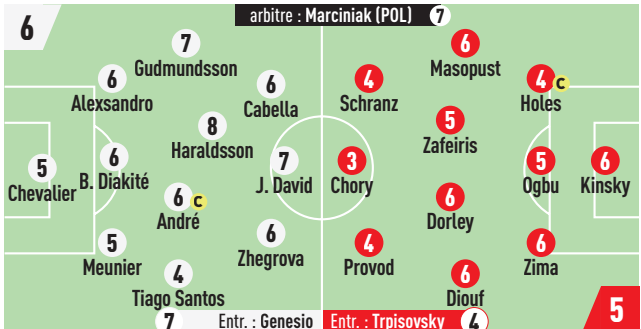 6
arbitre : Marciniak (POL) 7
7
Gudmundsson
6
Alexsandro
6
Cabella
8
Haraldsson
5
Chevalier
6
B. Diakité
7
J. David
6 C
André
5
Meunier
6
Zhegrova
4
Tiago Santos
7 Entr. : Genesio
6
Masopust
4
Schranz
4 C
Holes
5
Zafeiris
3
Chory
5
Ogbu
6
Kinsky
6
Dorley
4
Provod
6
Zima
6
Diouf
Entr. : Trpisovsky 4
5